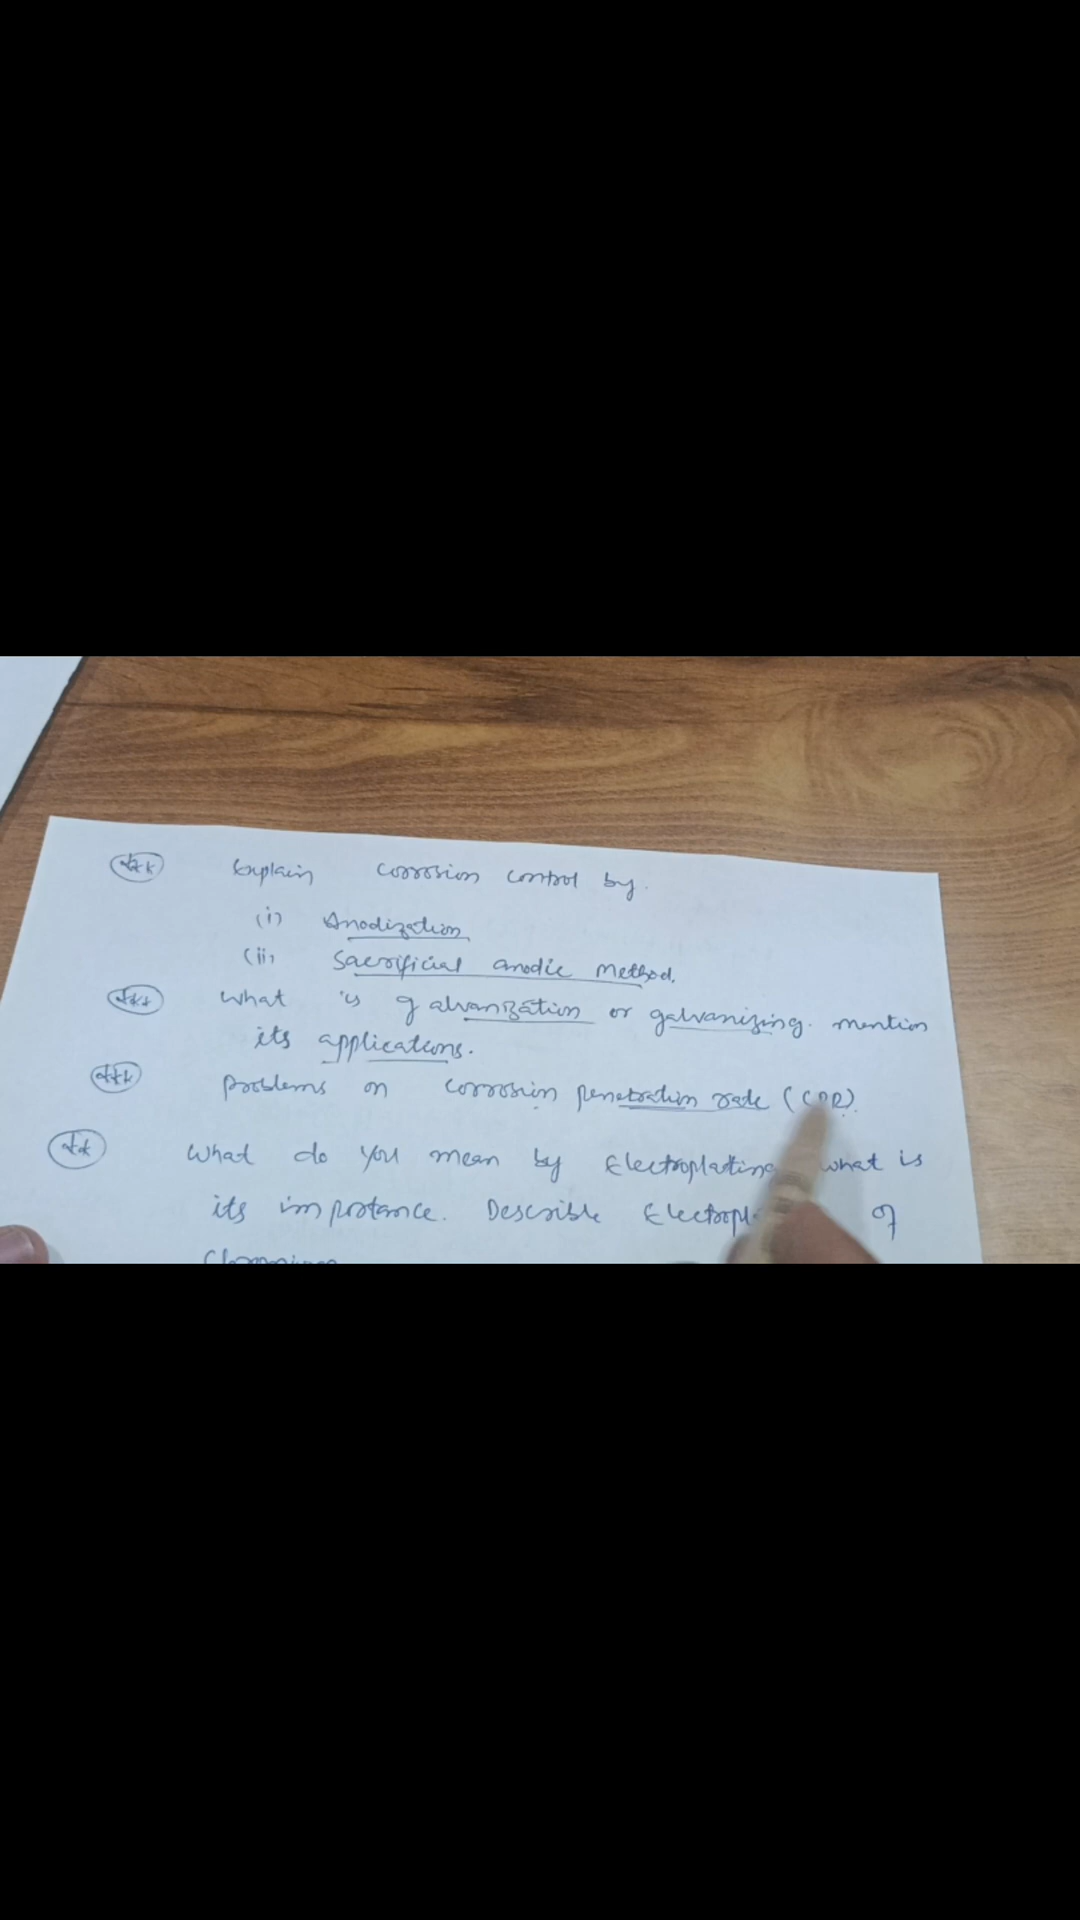 *** Explain corrosion control by.
(i) Anodization
(ii) Sacrificial anodic Method.
*** what is galvanization or galvanizing. mention
its applications.
*** problems on corrosion penetration rate (CPR).
** what do you mean by Electroplating what is
its importance. Describle Electropl of